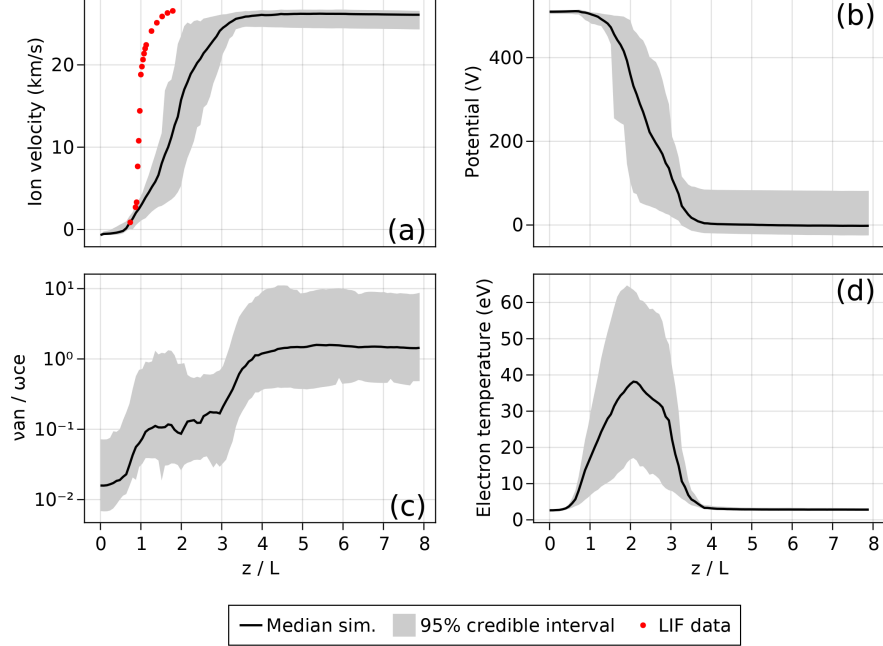 Ion velocity (km/s)
20
10
0
(a)
Potential (V)
400
200
0
(b)
νan / ωce
10¹
10⁰
10⁻¹
10⁻²
(c)
0 1 2 3 4 5 6 7 8
z / L
Electron temperature (eV)
60
50
40
30
20
10
0
(d)
0 1 2 3 4 5 6 7 8
z / L
Median sim. 95% credible interval LIF data